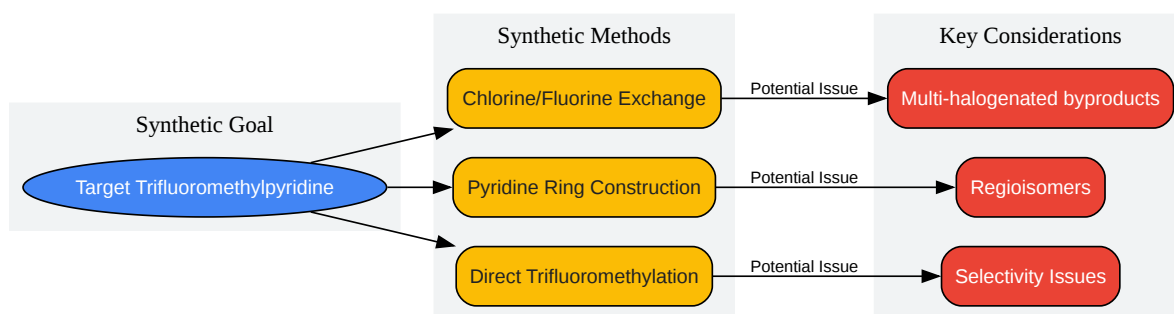 Synthetic Methods
Key Considerations
Chlorine/Fluorine Exchange
Potential Issue
Multi-halogenated byproducts
Synthetic Goal
Target Trifluoromethylpyridine
Pyridine Ring Construction
Potential Issue
Regioisomers
Direct Trifluoromethylation
Potential Issue
Selectivity Issues